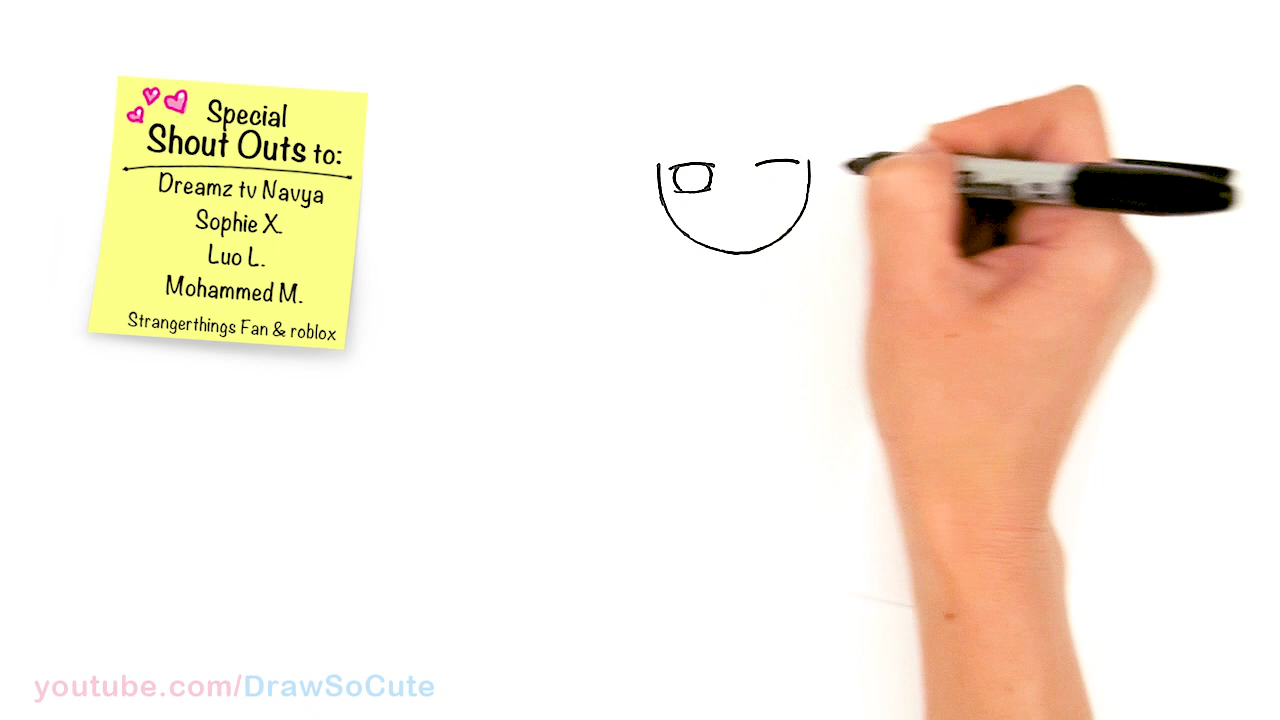 Special
Shout Outs to:
Dreamz tv Navya
Sophie X.
Luo L.
Mohammed M.
Strangerthings Fan & roblox
youtube.com/DrawSoCute